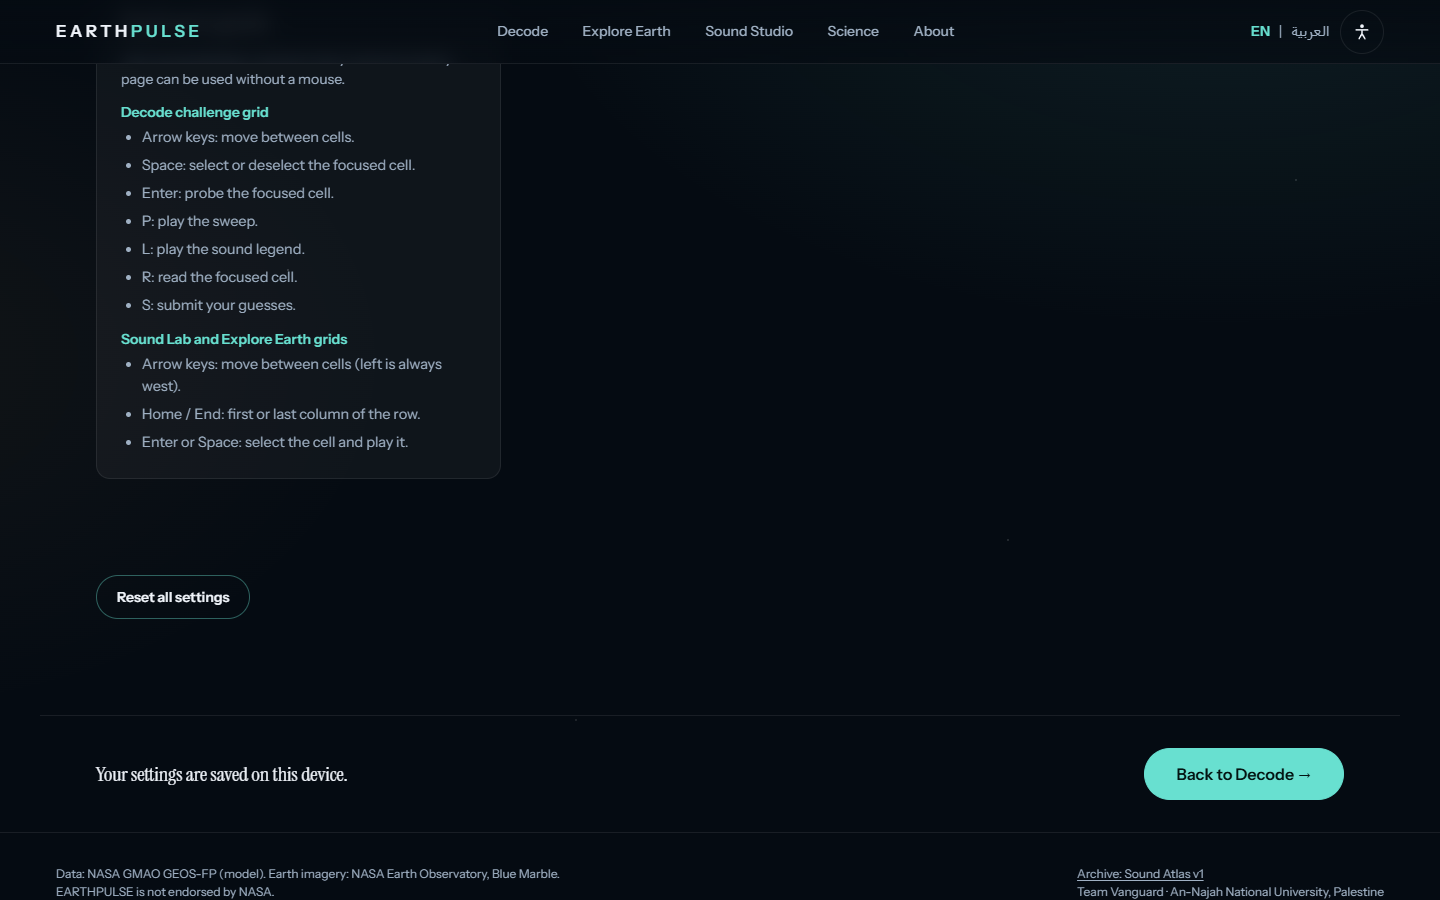 EARTHPULSE
Decode
Explore Earth
Sound Studio
Science
About
EN | العربية
page can be used without a mouse.
Decode challenge grid
Arrow keys: move between cells.
Space: select or deselect the focused cell.
Enter: probe the focused cell.
P: play the sweep.
L: play the sound legend.
R: read the focused cell.
S: submit your guesses.
Sound Lab and Explore Earth grids
Arrow keys: move between cells (left is always
west).
Home / End: first or last column of the row.
Enter or Space: select the cell and play it.
Reset all settings
Your settings are saved on this device.
Back to Decode →
Data: NASA GMAO GEOS-FP (model). Earth imagery: NASA Earth Observatory, Blue Marble.
EARTHPULSE is not endorsed by NASA.
Archive: Sound Atlas v1
Team Vanguard · An-Najah National University, Palestine